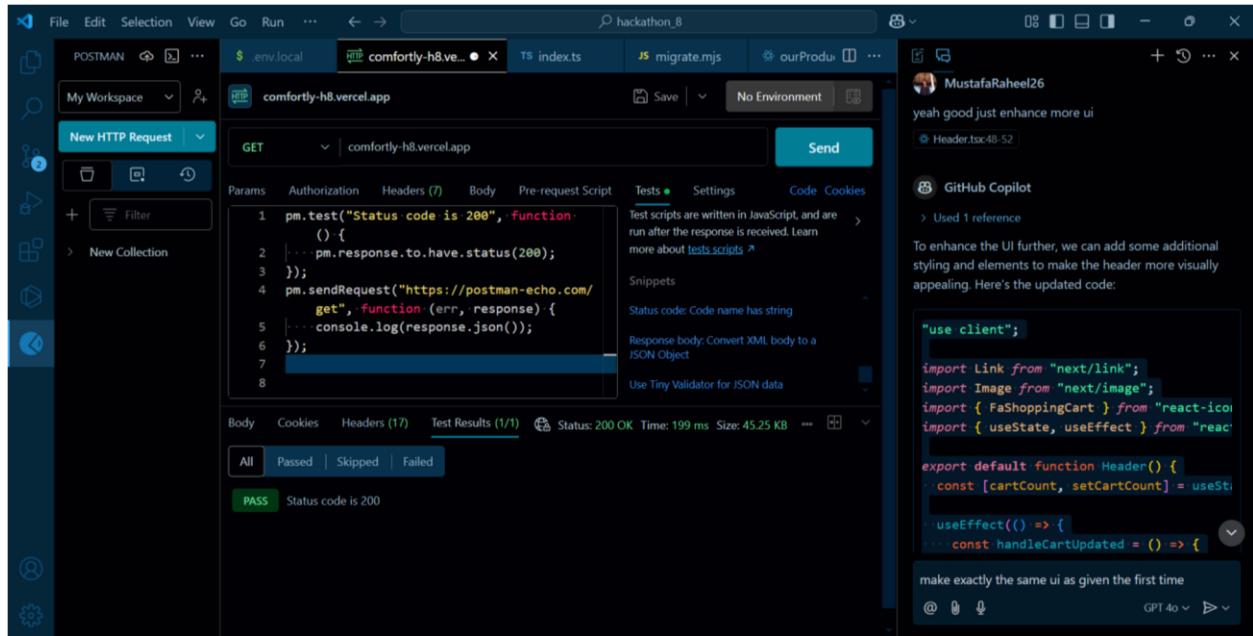 File Edit Selection View Go Run ··· hackathon_8
POSTMAN
My Workspace
New HTTP Request
Filter
New Collection
2
$ .env.local
HTTP comfortly-h8.ve...
TS index.ts
JS migrate.mjs
ourProdu
HTTP comfortly-h8.vercel.app
Save
No Environment
GET comfortly-h8.vercel.app
Send
Params Authorization Headers (7) Body Pre-request Script Tests Settings Code Cookies
1 pm.test("Status code is 200", function
() {
2 pm.response.to.have.status(200);
3 });
4 pm.sendRequest("https://postman-echo.com/
get", function (err, response) {
5 console.log(response.json());
6 });
7
8
Test scripts are written in JavaScript, and are
run after the response is received. Learn
more about tests scripts
Snippets
Status code: Code name has string
Response body: Convert XML body to a
JSON Object
Use Tiny Validator for JSON data
Body Cookies Headers (17) Test Results (1/1) Status: 200 OK Time: 199 ms Size: 45.25 KB
All Passed Skipped Failed
PASS Status code is 200
MustafaRaheel26
yeah good just enhance more ui
Header.tsx:48-52
GitHub Copilot
Used 1 reference
To enhance the UI further, we can add some additional
styling and elements to make the header more visually
appealing. Here's the updated code:
"use client";
import Link from "next/link";
import Image from "next/image";
import { FaShoppingCart } from "react-icon
import { useState, useEffect } from "reac
export default function Header() {
const [cartCount, setCartCount] = useSta
useEffect(() => {
const handleCartUpdated = () => {
make exactly the same ui as given the first time
GPT 4o